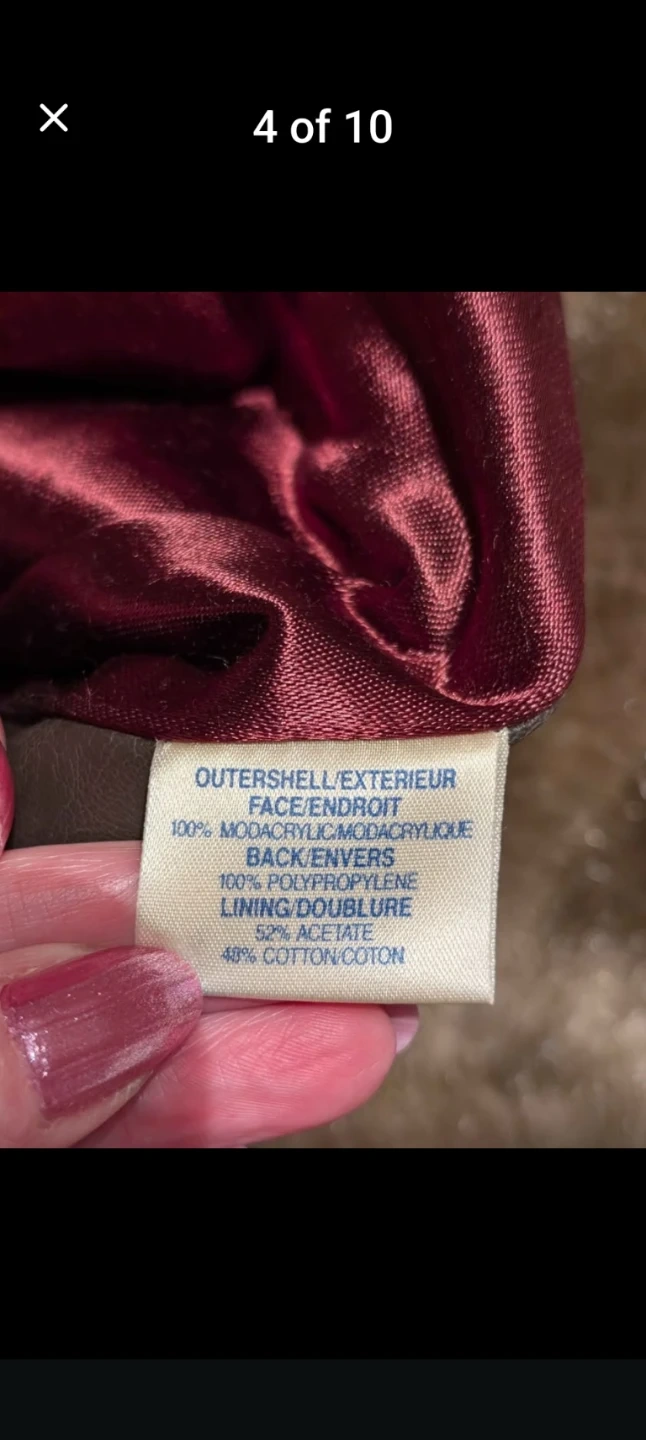 4 of 10
OUTERSHELL/EXTERIEUR
FACE/ENDROIT
100% MODACRYLIC/MODACRYLIQUE
BACK/ENVERS
100% POLYPROPYLENE
LINING/DOUBLURE
52% ACETATE
48% COTTON/COTON